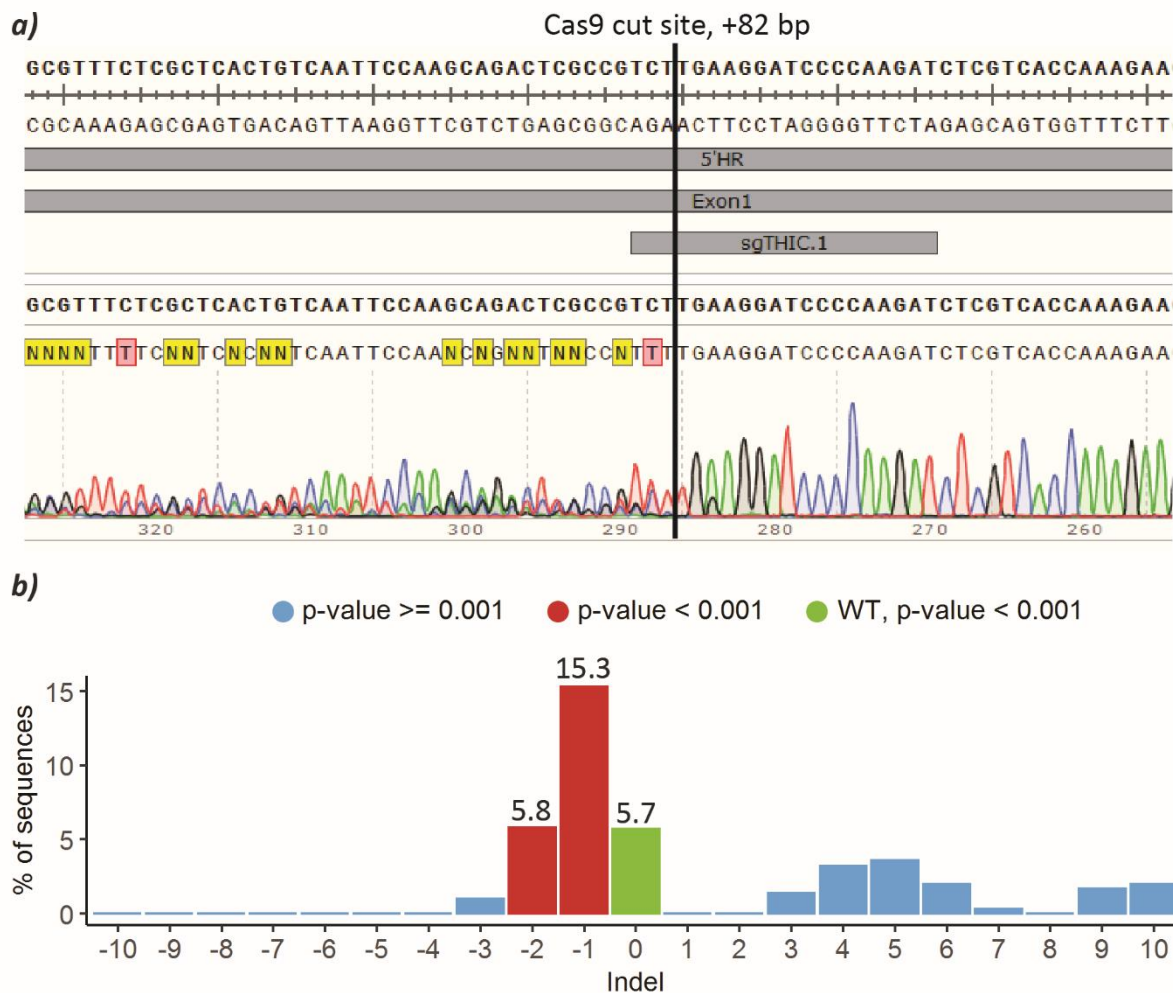 a)
Cas9 cut site, +82 bp
GCGTTTCTCGCTCACTGTCAATTCCAAGCAGACTCGCCGTCTTGAAGGATCCCCAAGATCTCGTCACCAAAGAA
CGCAAAGAGCGAGTGACAGTTAAGGTTCGTCTGAGCGGCAGAACTTCCTAGGGGTTCTAGAGCAGTGGTTTCTT
5'HR
Exon1
sgTHIC.1
GCGTTTCTCGCTCACTGTCAATTCCAAGCAGACTCGCCGTCTTGAAGGATCCCCAAGATCTCGTCACCAAAGAA
NNNNTTTTCNNTCNCNNTCAATTCCAANCNGNNTNNCCNTTTTGAAGGATCCCCAAGATCTCGTCACCAAAGAA
320 310 300 290 280 270 260
b)
p-value >= 0.001 p-value < 0.001 WT, p-value < 0.001
% of sequences
15
10
5
0
5.8 15.3 5.7
-10 -9 -8 -7 -6 -5 -4 -3 -2 -1 0 1 2 3 4 5 6 7 8 9 10
Indel